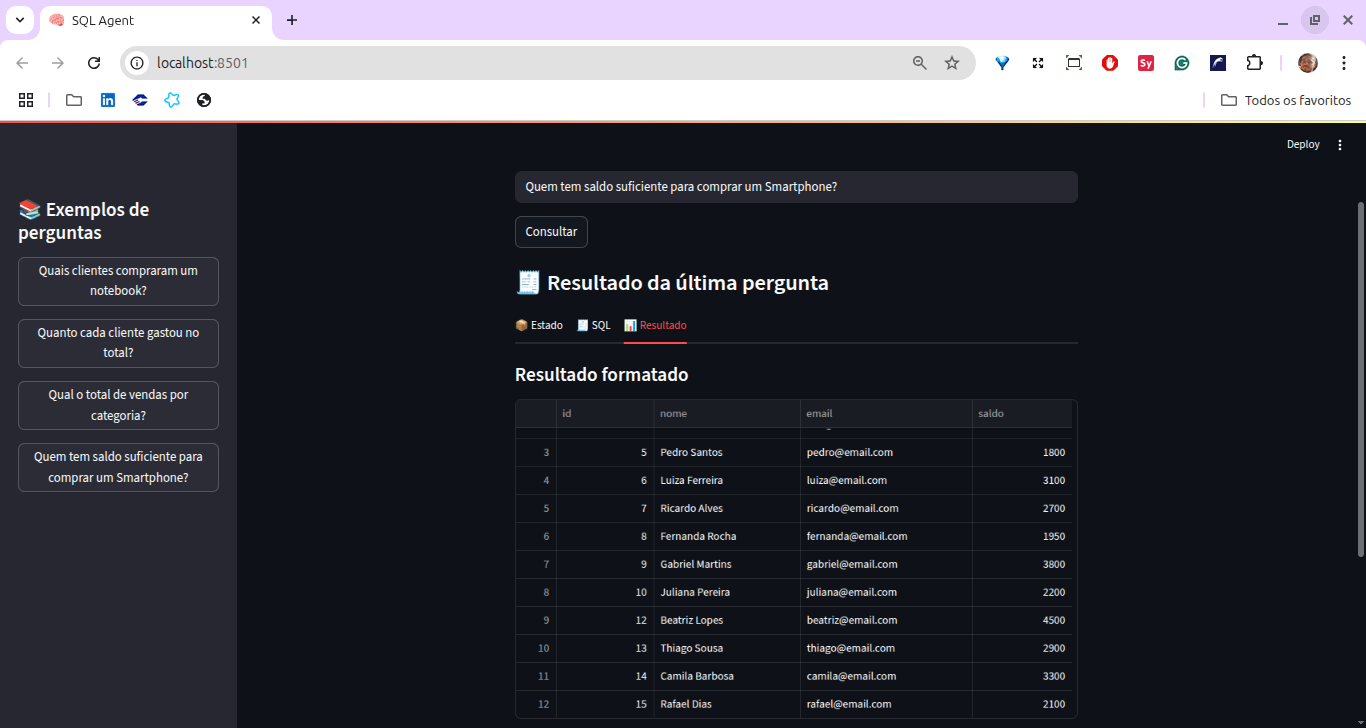 SQL Agent
localhost:8501
Todos os favoritos
Deploy
📚 Exemplos de
perguntas
Quais clientes compraram um
notebook?
Quanto cada cliente gastou no
total?
Qual o total de vendas por
categoria?
Quem tem saldo suficiente para
comprar um Smartphone?
Quem tem saldo suficiente para comprar um Smartphone?
Consultar
🧾 Resultado da última pergunta
📦 Estado 🧾 SQL 📊 Resultado
Resultado formatado
id nome email saldo
3 5 Pedro Santos pedro@email.com 1800
4 6 Luiza Ferreira luiza@email.com 3100
5 7 Ricardo Alves ricardo@email.com 2700
6 8 Fernanda Rocha fernanda@email.com 1950
7 9 Gabriel Martins gabriel@email.com 3800
8 10 Juliana Pereira juliana@email.com 2200
9 12 Beatriz Lopes beatriz@email.com 4500
10 13 Thiago Sousa thiago@email.com 2900
11 14 Camila Barbosa camila@email.com 3300
12 15 Rafael Dias rafael@email.com 2100